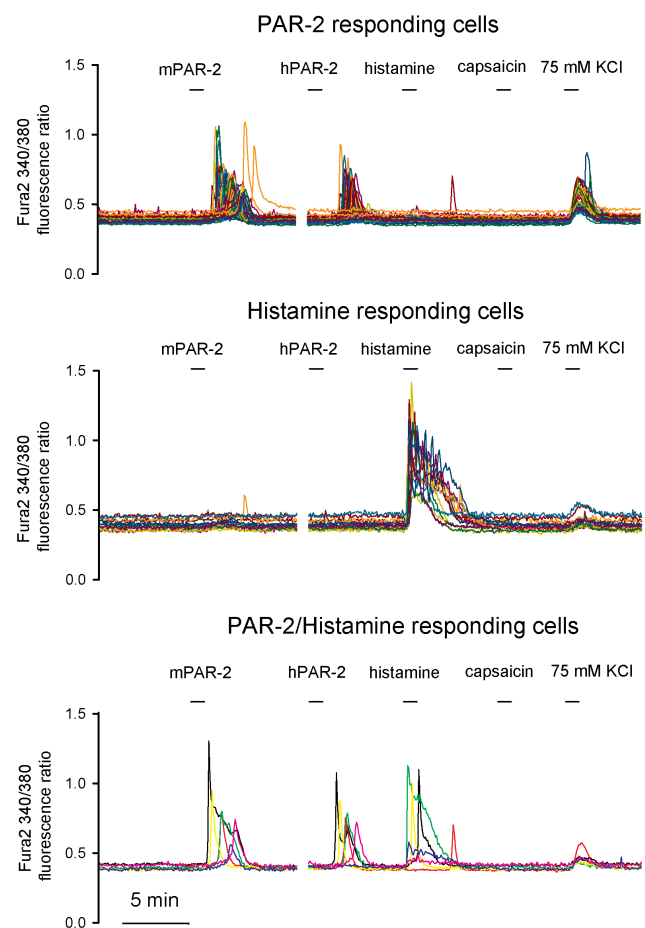 PAR-2 responding cells
mPAR-2 hPAR-2 histamine capsaicin 75 mM KCl
Fura2 340/380
fluorescence ratio
1.5
1.0
0.5
0.0
Histamine responding cells
mPAR-2 hPAR-2 histamine capsaicin 75 mM KCl
Fura2 340/380
fluorescence ratio
1.5
1.0
0.5
0.0
PAR-2/Histamine responding cells
mPAR-2 hPAR-2 histamine capsaicin 75 mM KCl
Fura2 340/380
fluorescence ratio
1.5
1.0
0.5
0.0
5 min